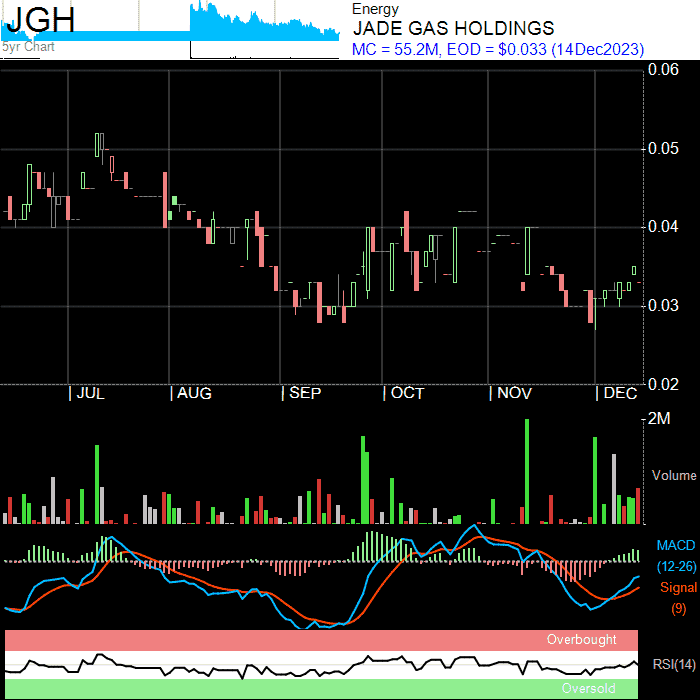 JGH
5yr Chart
Energy
JADE GAS HOLDINGS
MC = 55.2M, EOD = $0.033 (14Dec2023)
0.06
0.05
0.04
0.03
0.02
JUL AUG SEP OCT NOV DEC
2M
Volume
MACD
(12-26)
Signal
(9)
Overbought
RSI(14)
Oversold